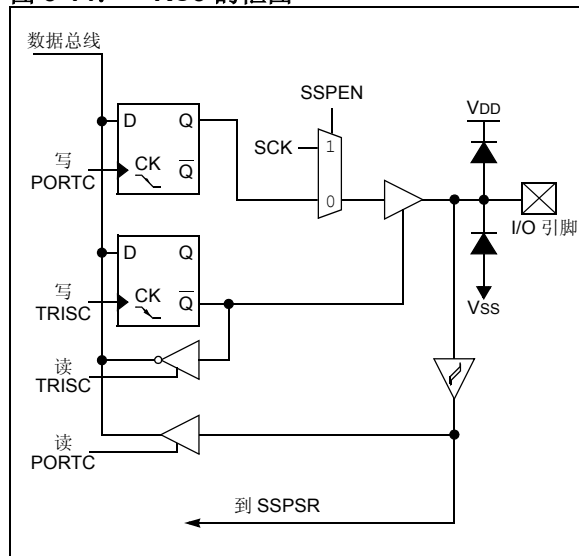 数据总线
SSPEN
VDD
D Q
SCK
1
写
PORTC
CK
Q̅
0
I/O 引脚
D Q
VSS
写
TRISC
CK
Q̅
读
TRISC
读
PORTC
到 SSPSR